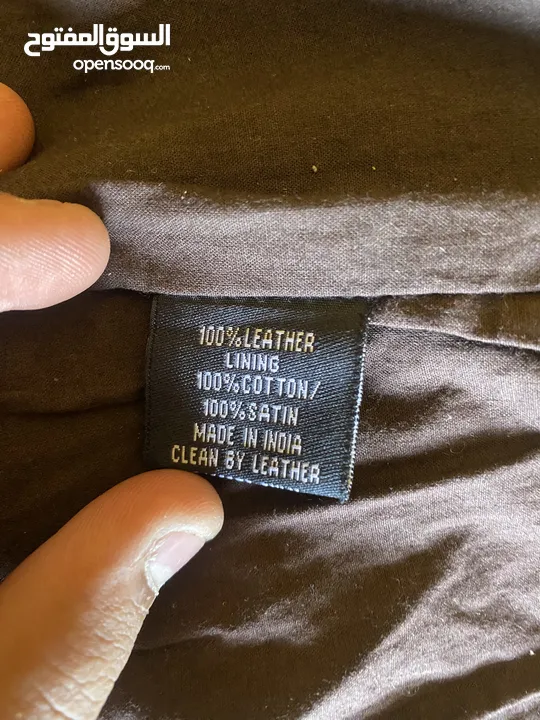 السوق المفتوح
opensooq.com
100% LEATHER
LINING
100% COTTON/
100% SATIN
MADE IN INDIA
CLEAN BY LEATHER